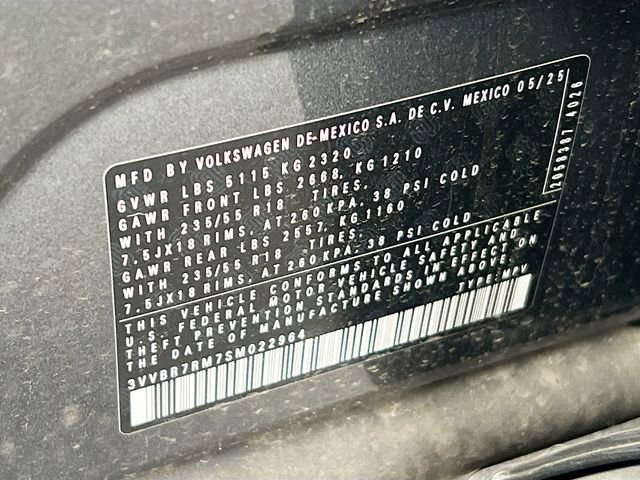 MFD BY VOLKSWAGEN DE MEXICO S.A. DE C.V. MEXICO 05/25
GVWR LBS 5115 KG 2320
GAWR FRONT LBS 2668, KG 1210
WITH 235/55 R18 TIRES,
7.5JX18 RIMS, AT 260 KPA, 38 PSI COLD
GAWR REAR LBS 2557, KG 1160
WITH 235/55 R18 TIRES,
7.5JX18 RIMS, AT 260 KPA, 38 PSI COLD
THIS VEHICLE CONFORMS TO ALL APPLICABLE
U.S. FEDERAL MOTOR VEHICLE SAFETY AND
THEFT PREVENTION STANDARDS IN EFFECT ON
THE DATE OF MANUFACTURE SHOWN ABOVE.
TYPE: MPV
3VVBR7RM7SM022964
2058387 4028